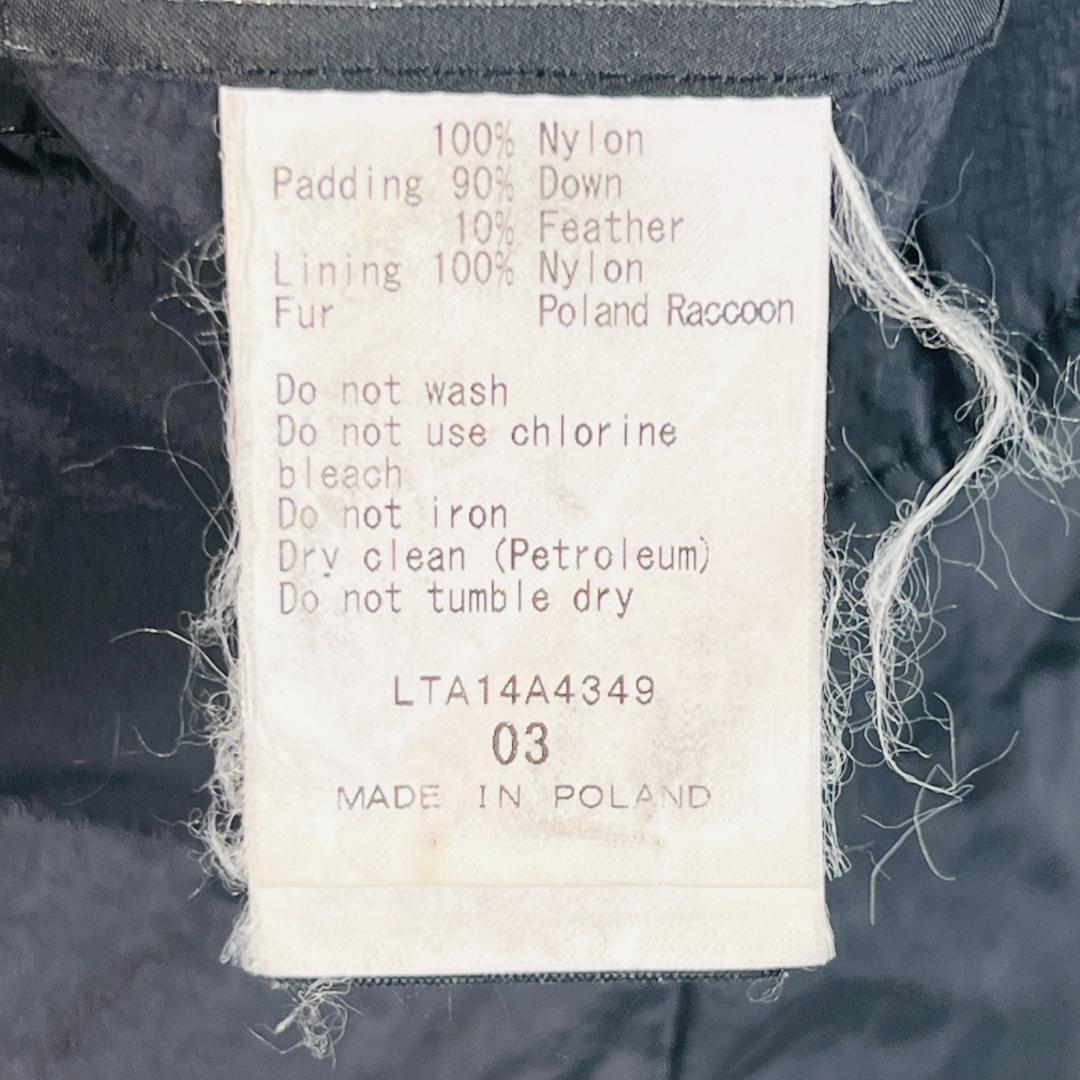 100% Nylon
Padding 90% Down
10% Feather
Lining 100% Nylon
Fur Poland Raccoon
Do not wash
Do not use chlorine
bleach
Do not iron
Dry clean (Petroleum)
Do not tumble dry
LTA14A4349
03
MADE IN POLAND